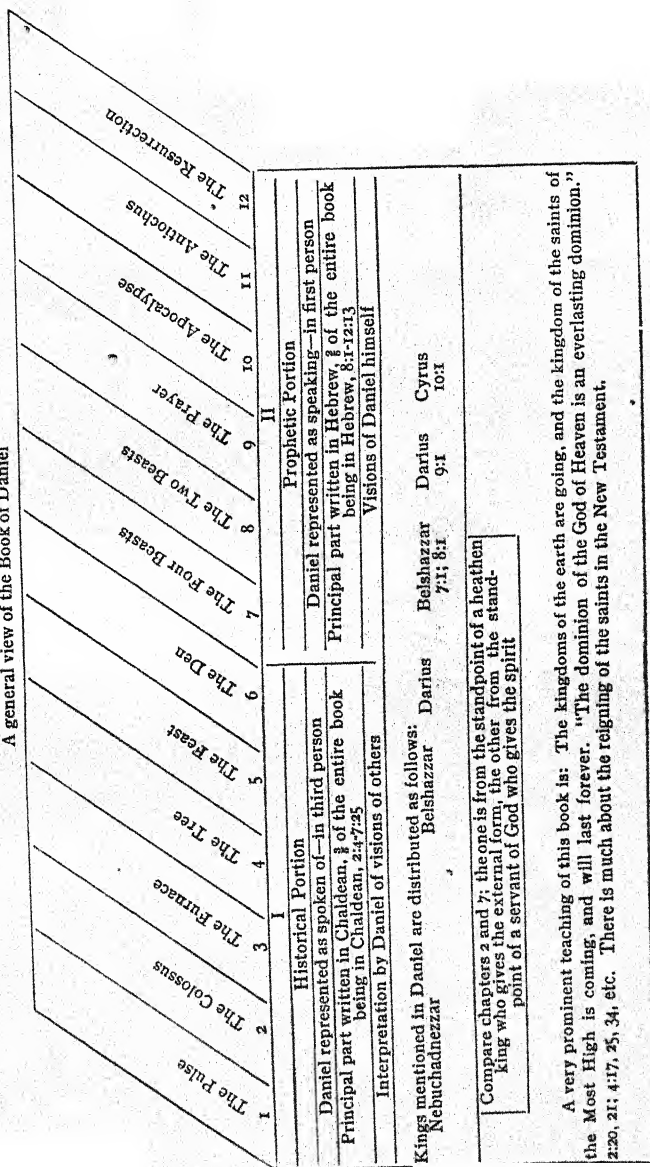 A general view of the Book of Daniel
The Pulse
The Colossus
The Furnace
The Tree
The Feast
The Den
The Four Beasts
The Two Beasts
The Prayer
The Apocalypse
The Antiochus
The Resurrection
1 2 3 4 5 6 7 8 9 10 11 12
I
Historical Portion
Daniel represented as spoken of—in third person
Principal part written in Chaldean, of the entire book
being in Chaldean, 2:4-7:25
Interpretation by Daniel of visions of others
II
Prophetic Portion
Daniel represented as speaking—in first person
Principal part written in Hebrew, of the entire book
being in Hebrew, 8:1-12:13
Visions of Daniel himself
Kings mentioned in Daniel are distributed as follows:
Nebuchadnezzar Belshazzar Darius Belshazzar Darius Cyrus
7:1; 8:1 9:1 10:1
Compare chapters 2 and 7; the one is from the standpoint of a heathen
king who gives the external form, the other from the stand-
point of a servant of God who gives the spirit
A very prominent teaching of this book is: The kingdoms of the earth are going, and the kingdom of the saints of
the Most High is coming, and will last forever. "The dominion of the God of Heaven is an everlasting dominion."
2:20, 21; 4:17, 25, 34, etc. There is much about the reigning of the saints in the New Testament.